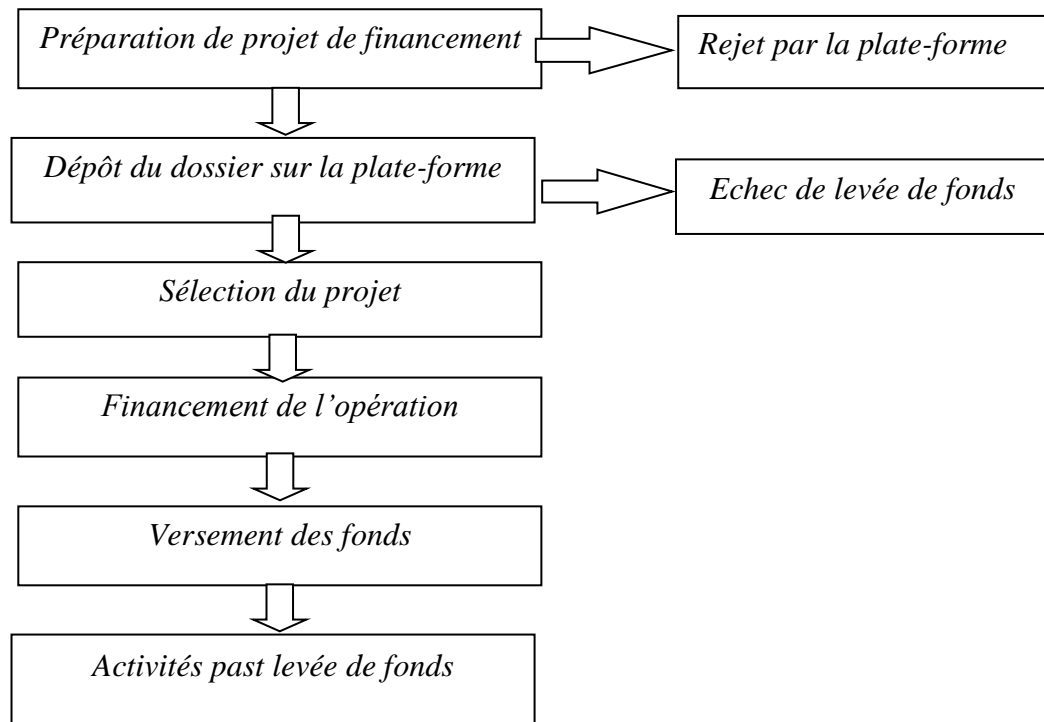 Préparation de projet de financement
Rejet par la plate-forme
Dépôt du dossier sur la plate-forme
Echec de levée de fonds
Sélection du projet
Financement de l’opération
Versement des fonds
Activités past levée de fonds